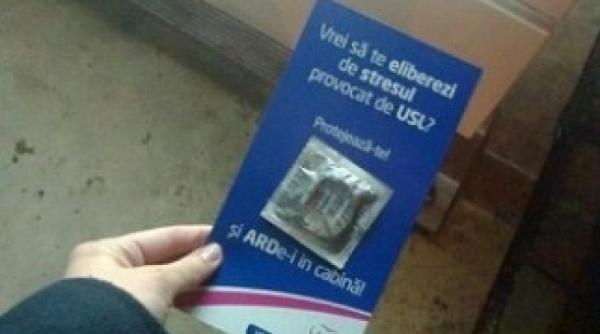 Vrei să te eliberezi
de stresul
provocat de USL?
Protejează-te!
și ARDe-i în cabină!